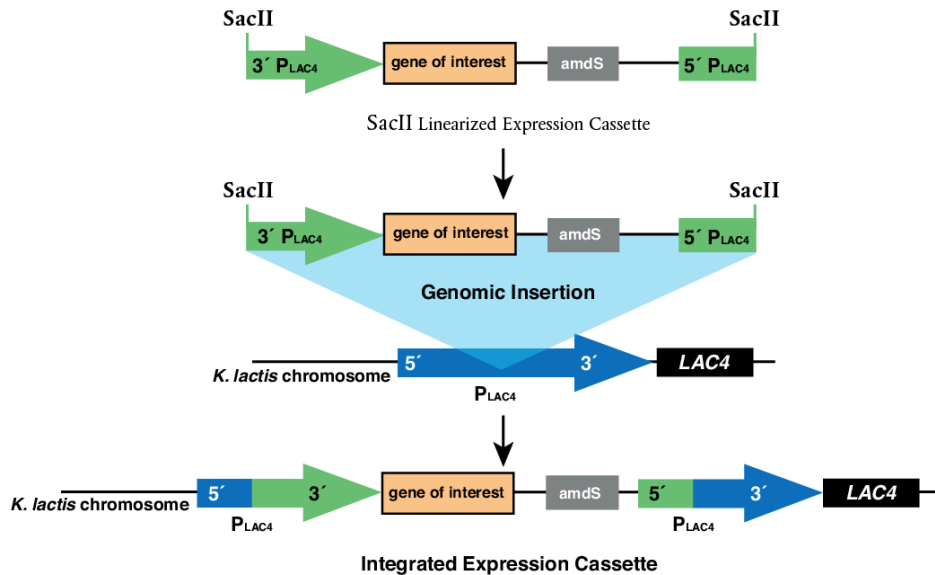 SacII SacII
3´ PLAC4 gene of interest amdS 5´ PLAC4
SacII Linearized Expression Cassette
SacII SacII
3´ PLAC4 gene of interest amdS 5´ PLAC4
Genomic Insertion
5´ 3´ LAC4
K. lactis chromosome
PLAC4
5´ 3´ gene of interest amdS 5´ 3´ LAC4
K. lactis chromosome
PLAC4 PLAC4
Integrated Expression Cassette